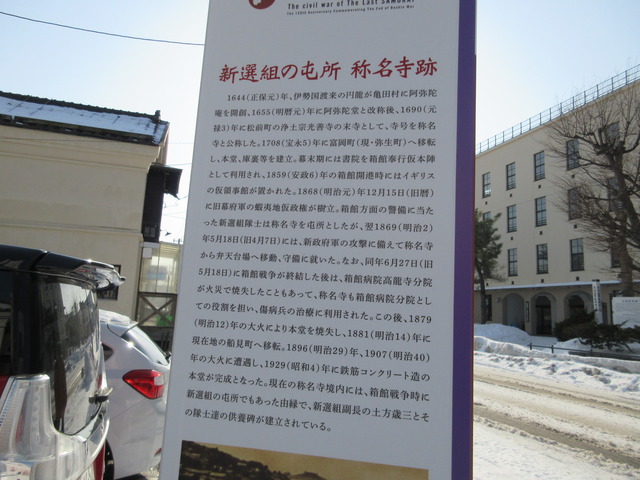 The civil war of The Last SAMURAI
The 150th Anniversary Commemorating The End of Boshin War
新選組の屯所 称名寺跡
1644(正保元)年、伊勢国渡来の円龍が亀田村に阿弥陀
庵を開創、1655(明暦元)年に阿弥陀堂と改称後、1690(元
禄3)年に松前町の浄土宗光善寺の末寺として、寺号を称名
寺と公称した。1708(宝永5)年に富岡町(現・弥生町)へ移転
し、本堂、庫裏等を建立。幕末期には書院を箱館奉行仮本陣
として利用され、1859(安政6)年の箱館開港時にはイギリス
の仮領事館が置かれた。1868(明治元)年12月15日(旧暦)
に旧幕府軍の蝦夷地仮政権が樹立。箱館方面の警備に当た
った新選組隊士は称名寺を屯所としたが、翌1869(明治2)
年5月18日(旧4月7日)には、新政府軍の攻撃に備えて称名寺
から弁天台場へ移動、守備に就いた。なお、同年6月27日(旧
5月18日)に箱館戦争が終結した後は、箱館病院高龍寺分院
が火災で焼失したこともあって、称名寺も箱館病院分院とし
ての役割を担い、傷病兵の治療に利用された。この後、1879
(明治12)年の大火により本堂を焼失し、1881(明治14)年に
現在地の船見町へ移転。1896(明治29)年、1907(明治40)
年の大火に遭遇し、1929(昭和4)年に鉄筋コンクリート造の
本堂が完成となった。現在の称名寺境内には、箱館戦争時に
新選組の屯所でもあった由縁で、新選組副長の土方歳三とそ
の隊士達の供養碑が建立されている。